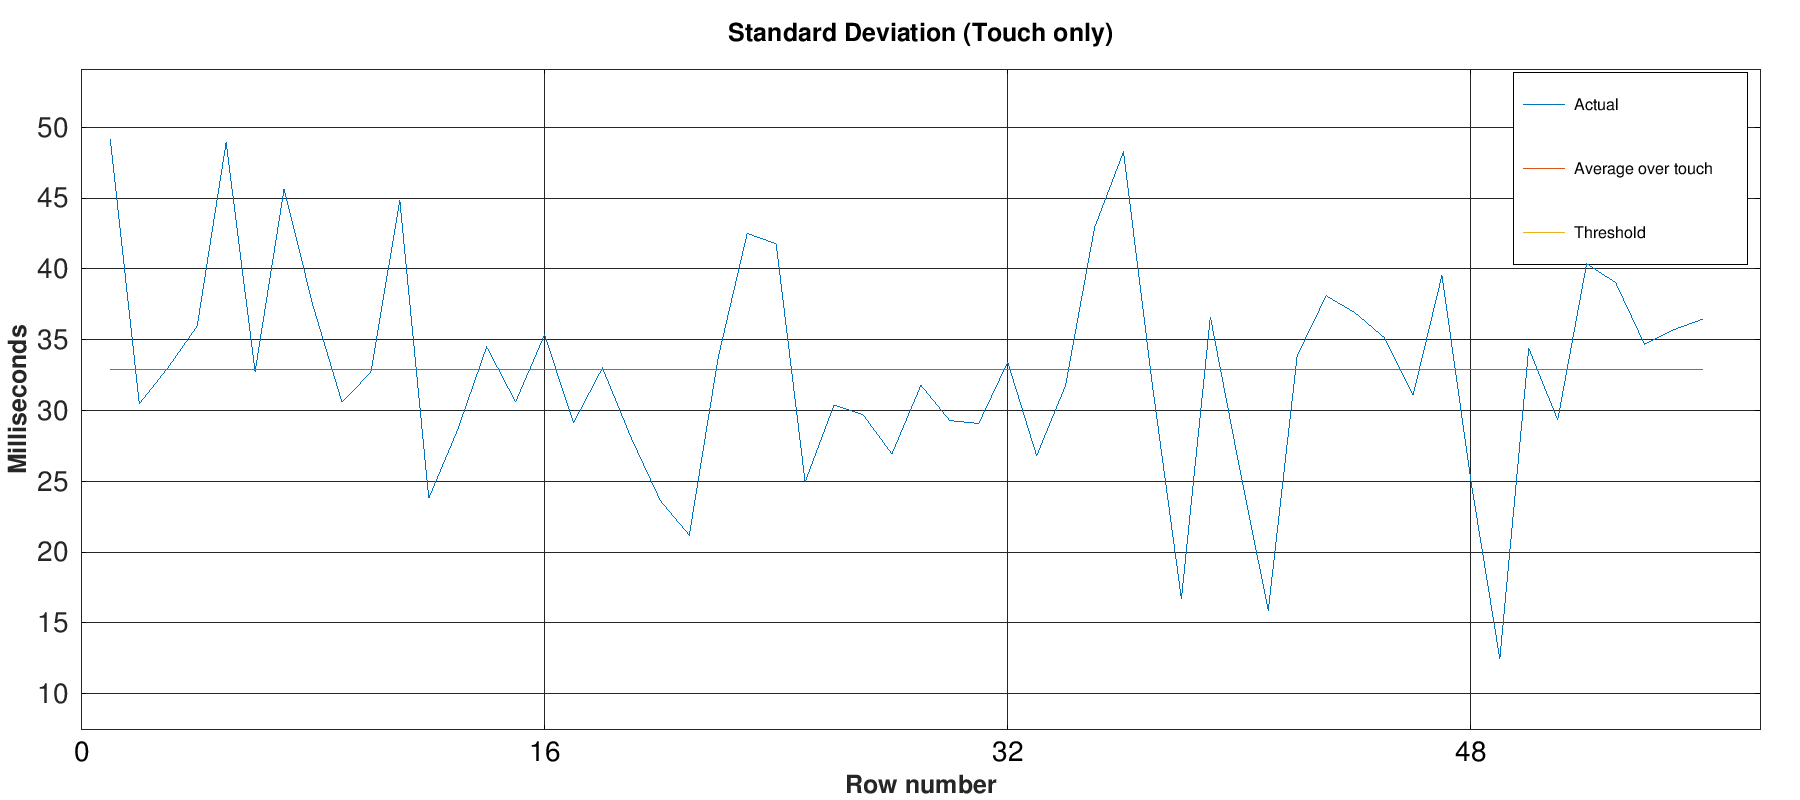 Standard Deviation (Touch only)
Actual
Average over touch
Threshold
50
45
40
35
30
25
20
15
10
Milliseconds
0 16 32 48
Row number